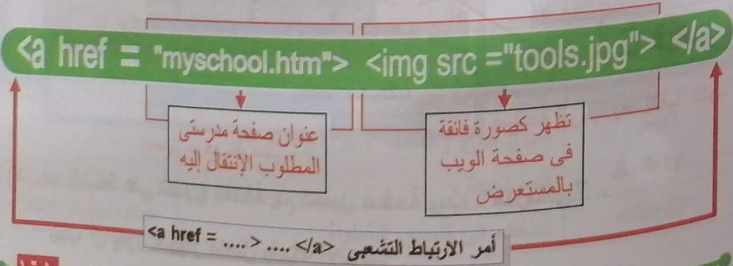 <a href = "myschool.htm"> <img src ="tools.jpg"> </a>
عنوان صفحة مدرستى
المطلوب الإنتقال إليه
تظهر كصورة فائقة
فى صفحة الويب
بالمستعرض
أمر الارتباط التشعبى <a href = .... > .... </a>